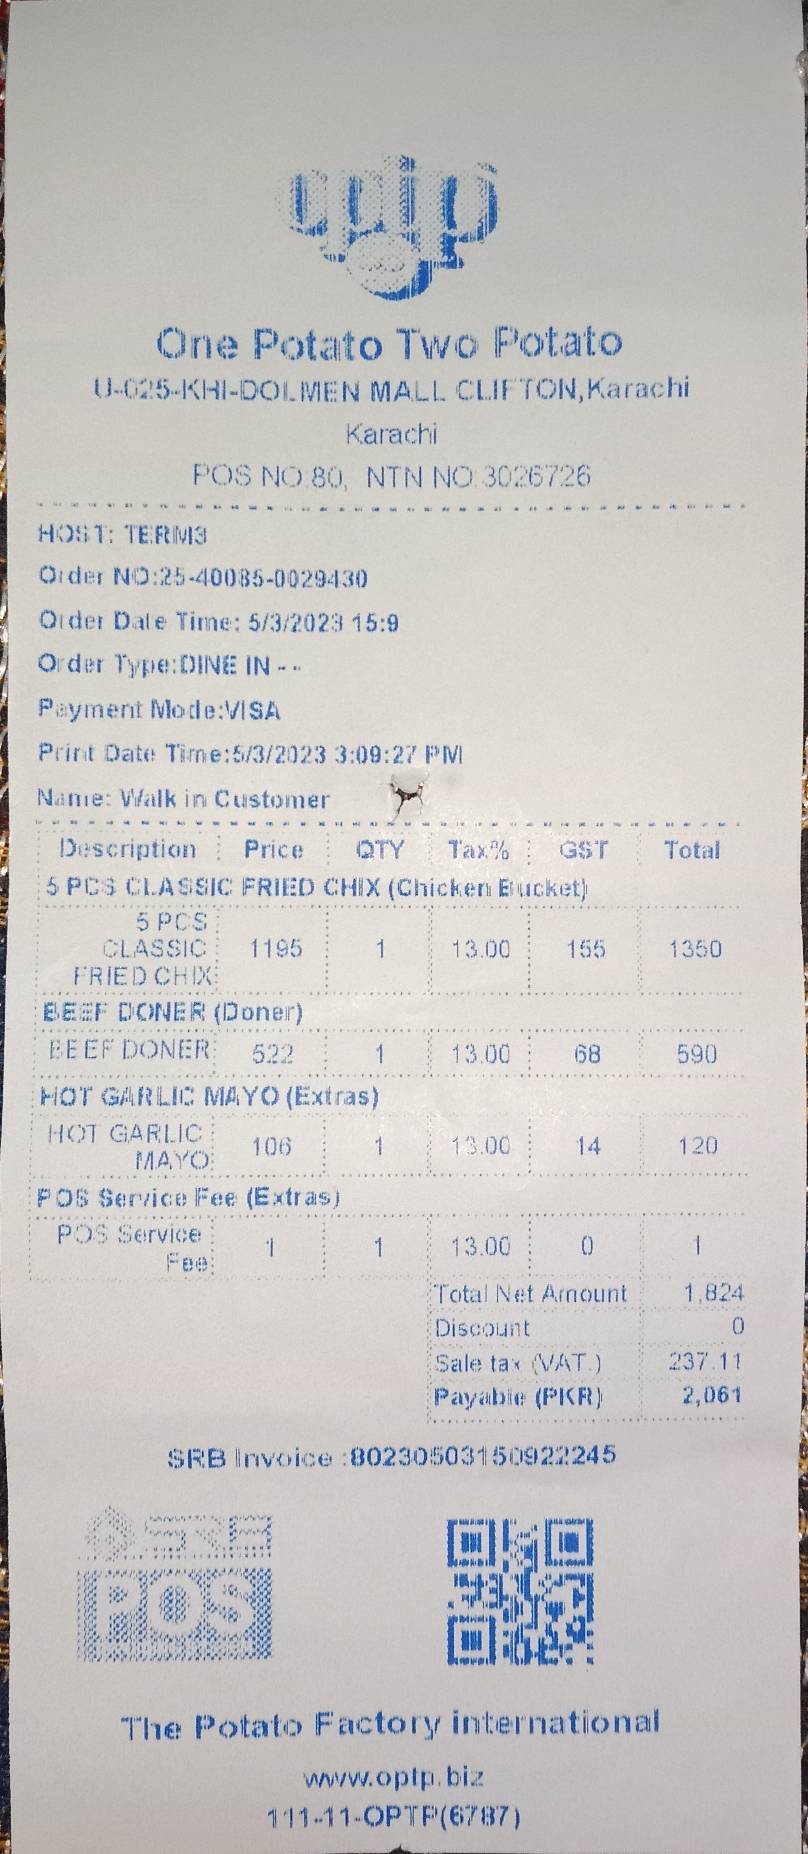 optp
One Potato Two Potato
U-025-KHI-DOLMEN MALL CLIFTON,Karachi
Karachi
POS NO.80, NTN NO.3026726
HOST: TERM3
Order NO:25-40085-0029430
Order Date Time: 5/3/2023 15:9
Order Type:DINE IN - -
Payment Mode:VISA
Print Date Time:5/3/2023 3:09:27 PM
Name: Walk in Customer
Description Price QTY Tax% GST Total
5 PCS CLASSIC FRIED CHIX (Chicken Bucket)
5 PCS
CLASSIC 1195 1 13.00 155 1350
FRIED CHIX
BEEF DONER (Doner)
BEEF DONER 522 1 13.00 68 590
HOT GARLIC MAYO (Extras)
HOT GARLIC
MAYO 106 1 13.00 14 120
POS Service Fee (Extras)
POS Service
Fee 1 1 13.00 0 1
Total Net Amount 1,824
Discount 0
Sale tax (VAT.) 237.11
Payable (PKR) 2,061
SRB Invoice :80230503150922245
POS
The Potato Factory international
www.optp.biz
111-11-OPTP(6787)